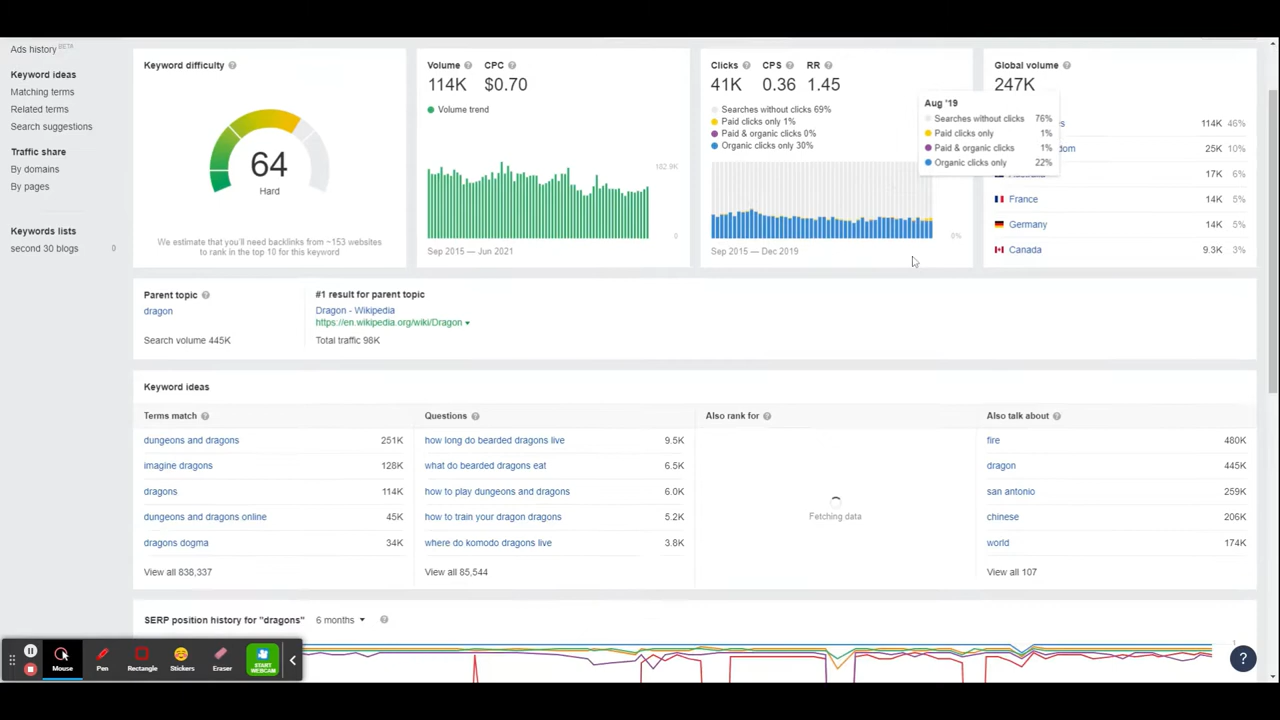 Ads history BETA
Keyword ideas
Matching terms
Related terms
Search suggestions
Traffic share
By domains
By pages
Keywords lists
second 30 blogs 0
Keyword difficulty ?
64
Hard
We estimate that you'll need backlinks from ~153 websites
to rank in the top 10 for this keyword
Volume ? CPC ?
114K $0.70
Volume trend
182.9K
0
Sep 2015 — Jun 2021
Clicks ? CPS ? RR ?
41K 0.36 1.45
Searches without clicks 69%
Paid clicks only 1%
Paid & organic clicks 0%
Organic clicks only 30%
0%
Sep 2015 — Dec 2019
Aug '19
Searches without clicks 76%
Paid clicks only 1%
Paid & organic clicks 1%
Organic clicks only 22%
Global volume ?
247K
114K 46%
25K 10%
17K 6%
France 14K 5%
Germany 14K 5%
Canada 9.3K 3%
Parent topic ?
dragon
Search volume 445K
#1 result for parent topic
Dragon - Wikipedia
https://en.wikipedia.org/wiki/Dragon
Total traffic 98K
Keyword ideas
Terms match ?
dungeons and dragons 251K
imagine dragons 128K
dragons 114K
dungeons and dragons online 45K
dragons dogma 34K
View all 838,337
Questions ?
how long do bearded dragons live 9.5K
what do bearded dragons eat 6.5K
how to play dungeons and dragons 6.0K
how to train your dragon dragons 5.2K
where do komodo dragons live 3.8K
View all 85,544
Also rank for ?
Fetching data
Also talk about ?
fire 480K
dragon 445K
san antonio 259K
chinese 206K
world 174K
View all 107
SERP position history for "dragons" 6 months ?
1
Mouse
Pen
Rectangle
Stickers
Eraser
START
WEBCAM
?